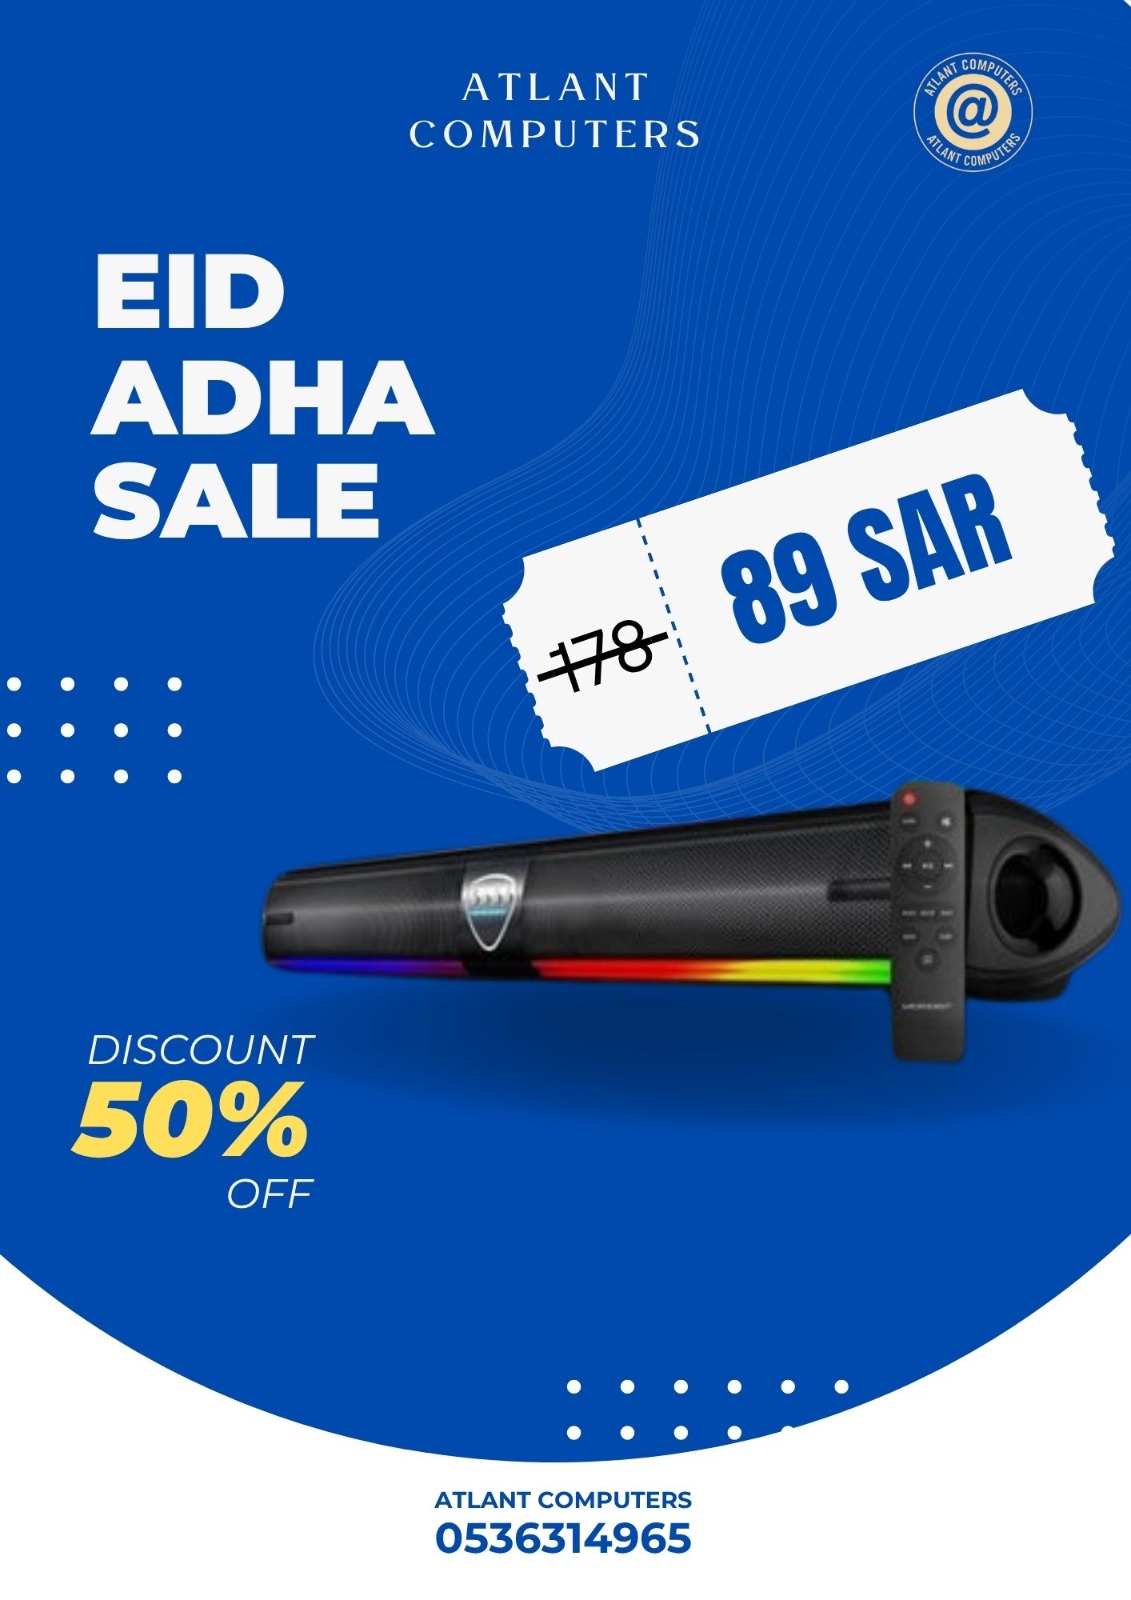 ATLANT
COMPUTERS
ATLANT COMPUTERS
@
ATLANT COMPUTERS
EID
ADHA
SALE
178
89 SAR
DISCOUNT
50%
OFF
ATLANT COMPUTERS
0536314965